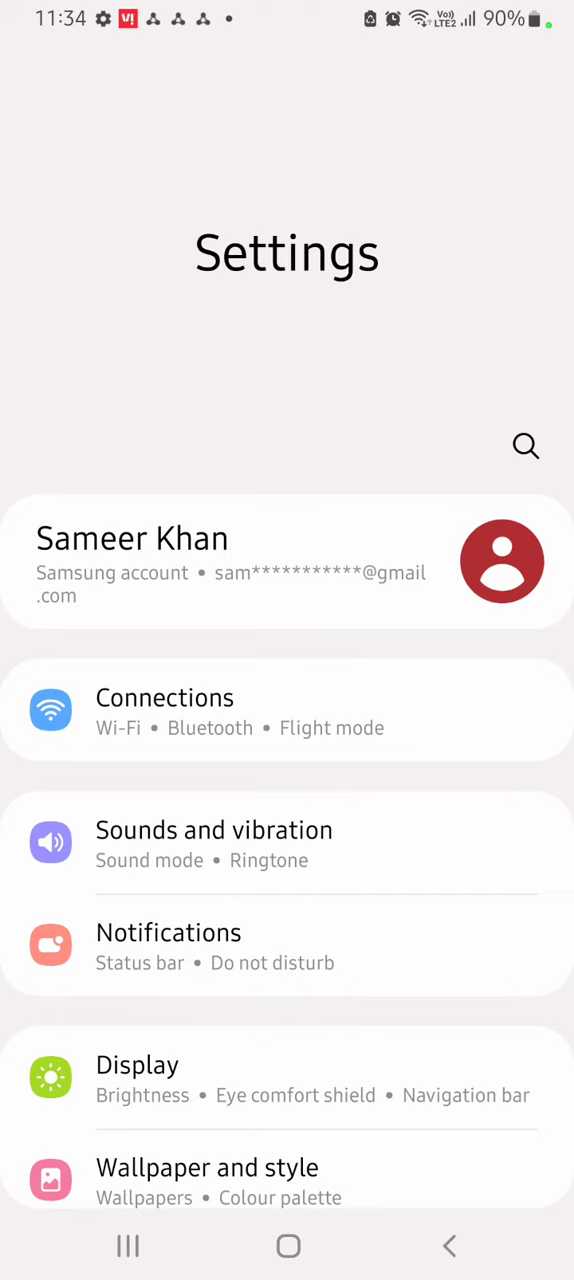 11:34 V! Vo)) LTE2 90%
Settings
Sameer Khan
Samsung account • sam***********@gmail
.com
Connections
Wi-Fi • Bluetooth • Flight mode
Sounds and vibration
Sound mode • Ringtone
Notifications
Status bar • Do not disturb
Display
Brightness • Eye comfort shield • Navigation bar
Wallpaper and style
Wallpapers • Colour palette